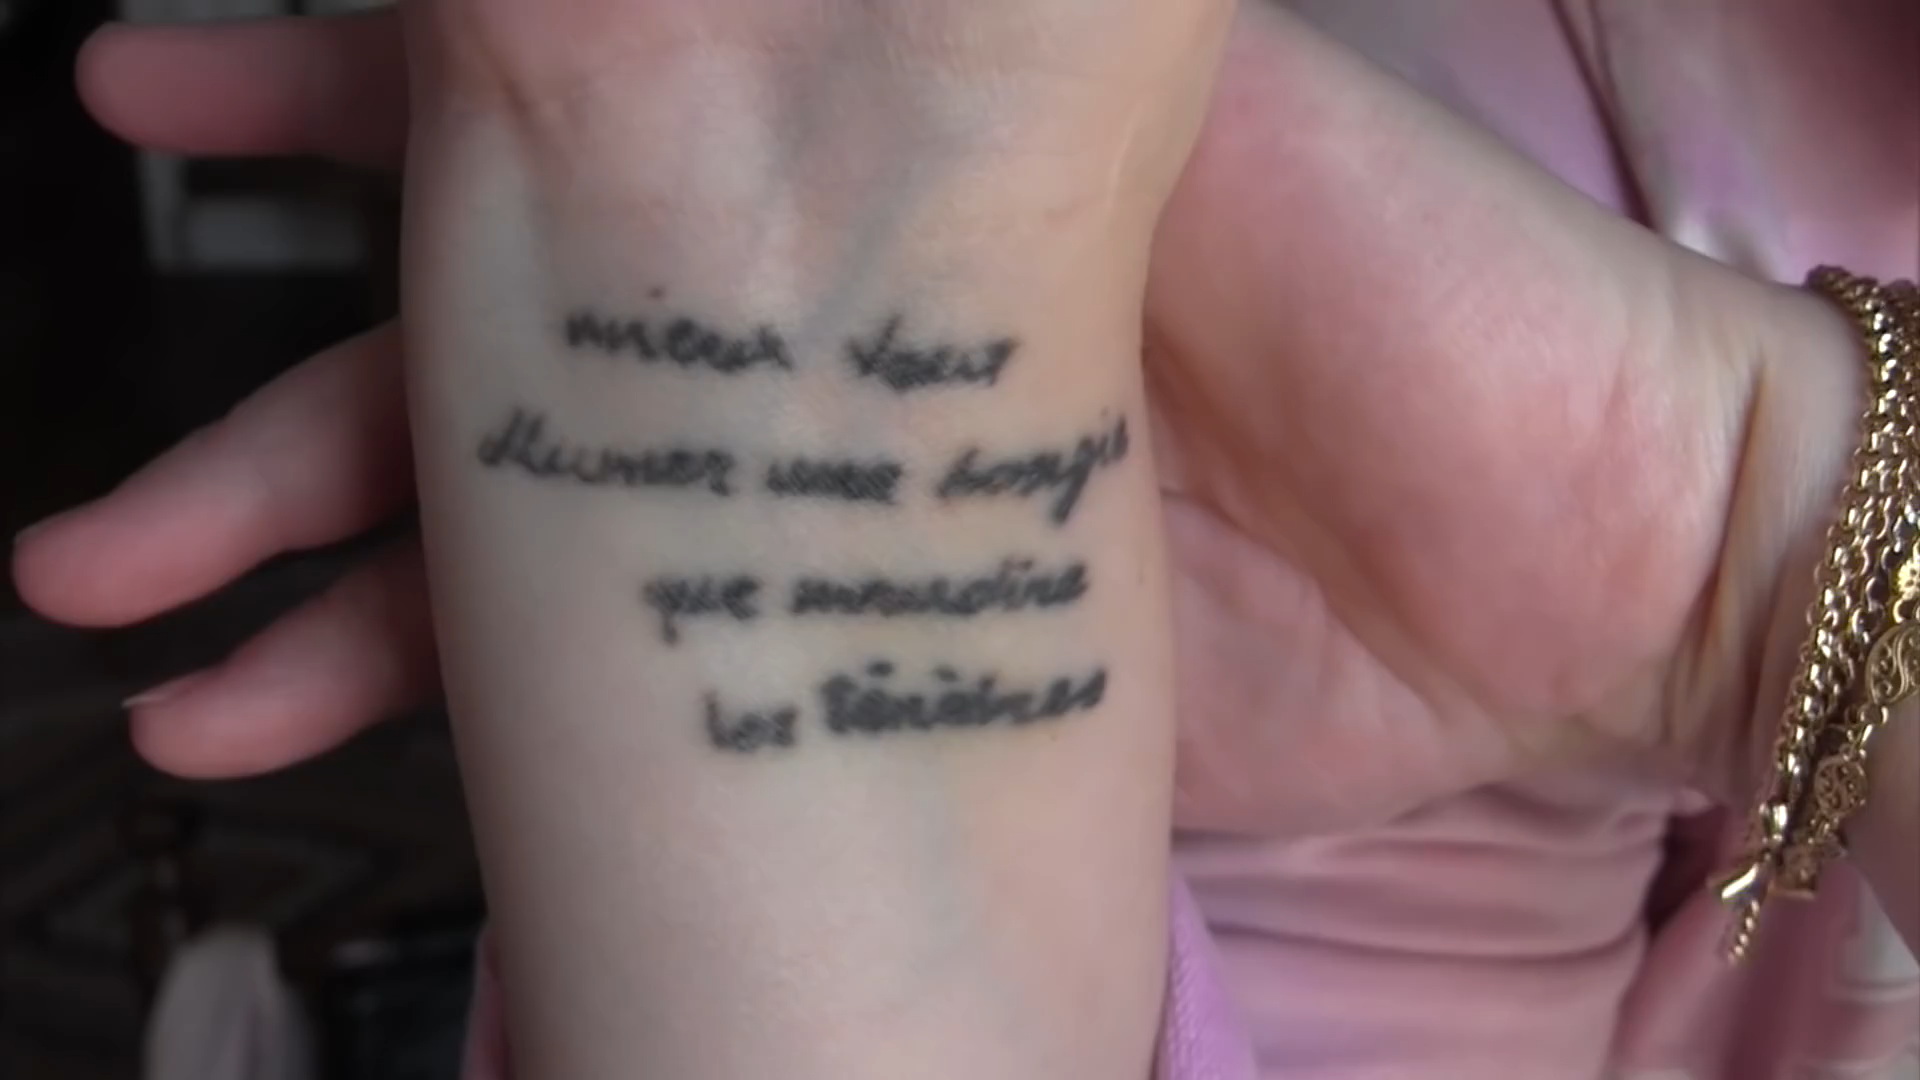 mieux vaut
allumer une bougie
que maudire
les ténèbres